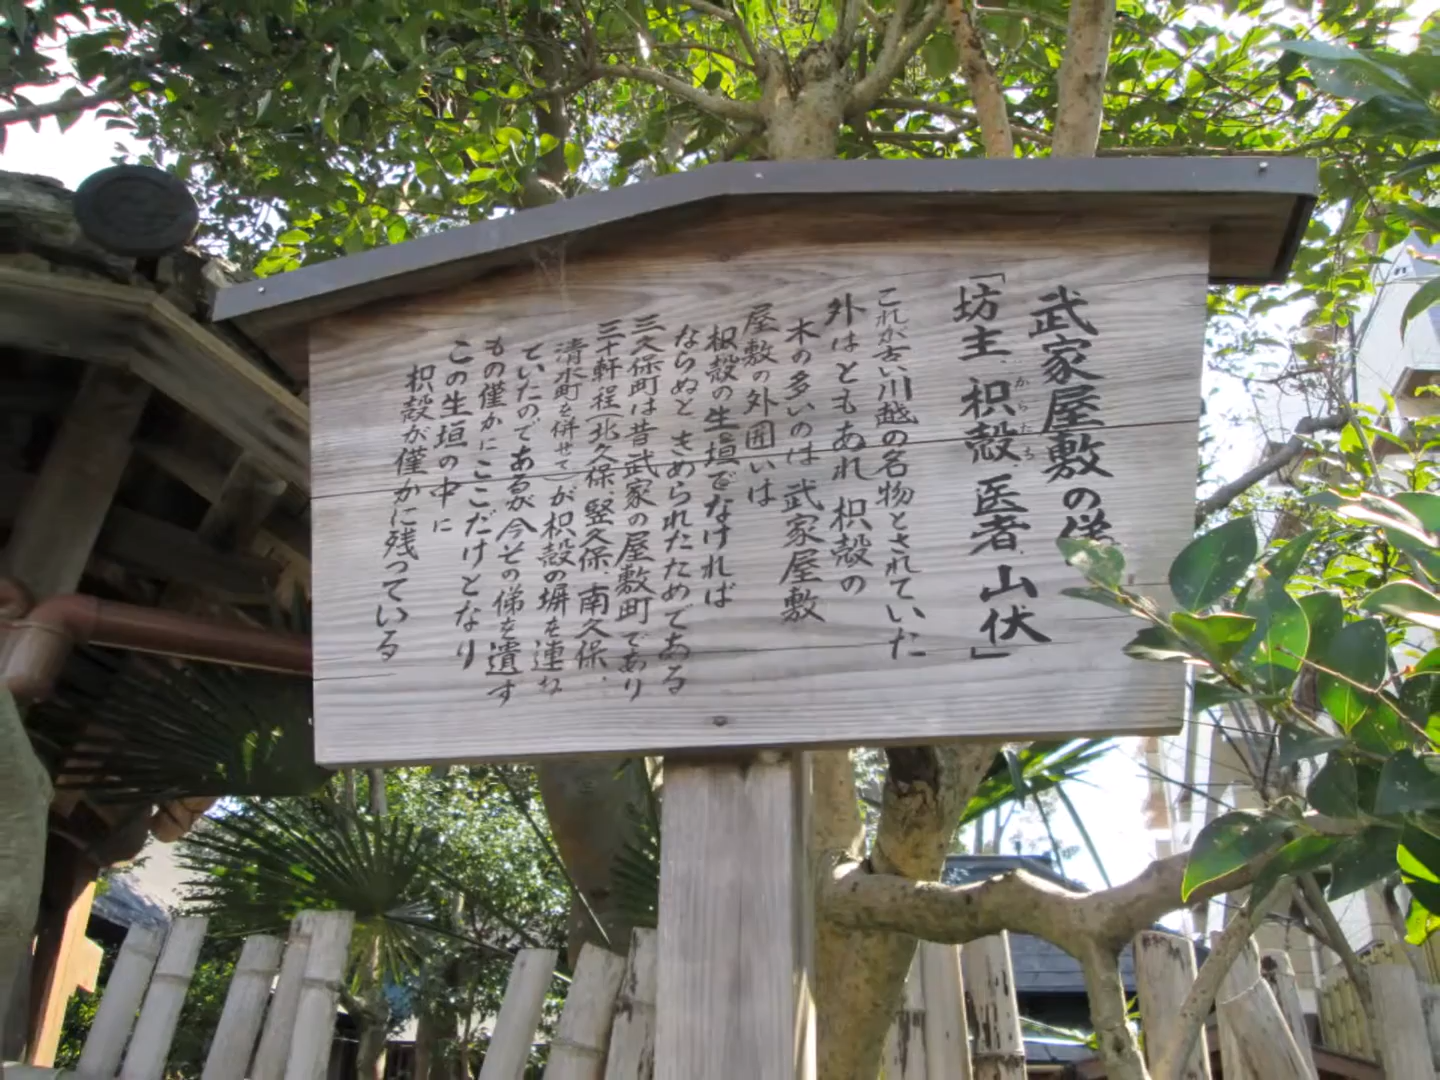 武家屋敷の
「坊主、枳殻、医者、山伏」
からたち
これが古い川越の名物とされていた
外はともあれ枳殻の
木の多いのは武家屋敷
屋敷の外囲いは
枳殻の生垣でなければ
ならぬときめられたためである
三久保町は昔武家の屋敷町であり
三十軒程(北久保、竪久保、南久保、
清水町を併せて)が枳殻の塀を連ね
ていたのであるが今その俤を遺す
もの僅かにここだけとなり
この生垣の中に
枳殻が僅かに残っている